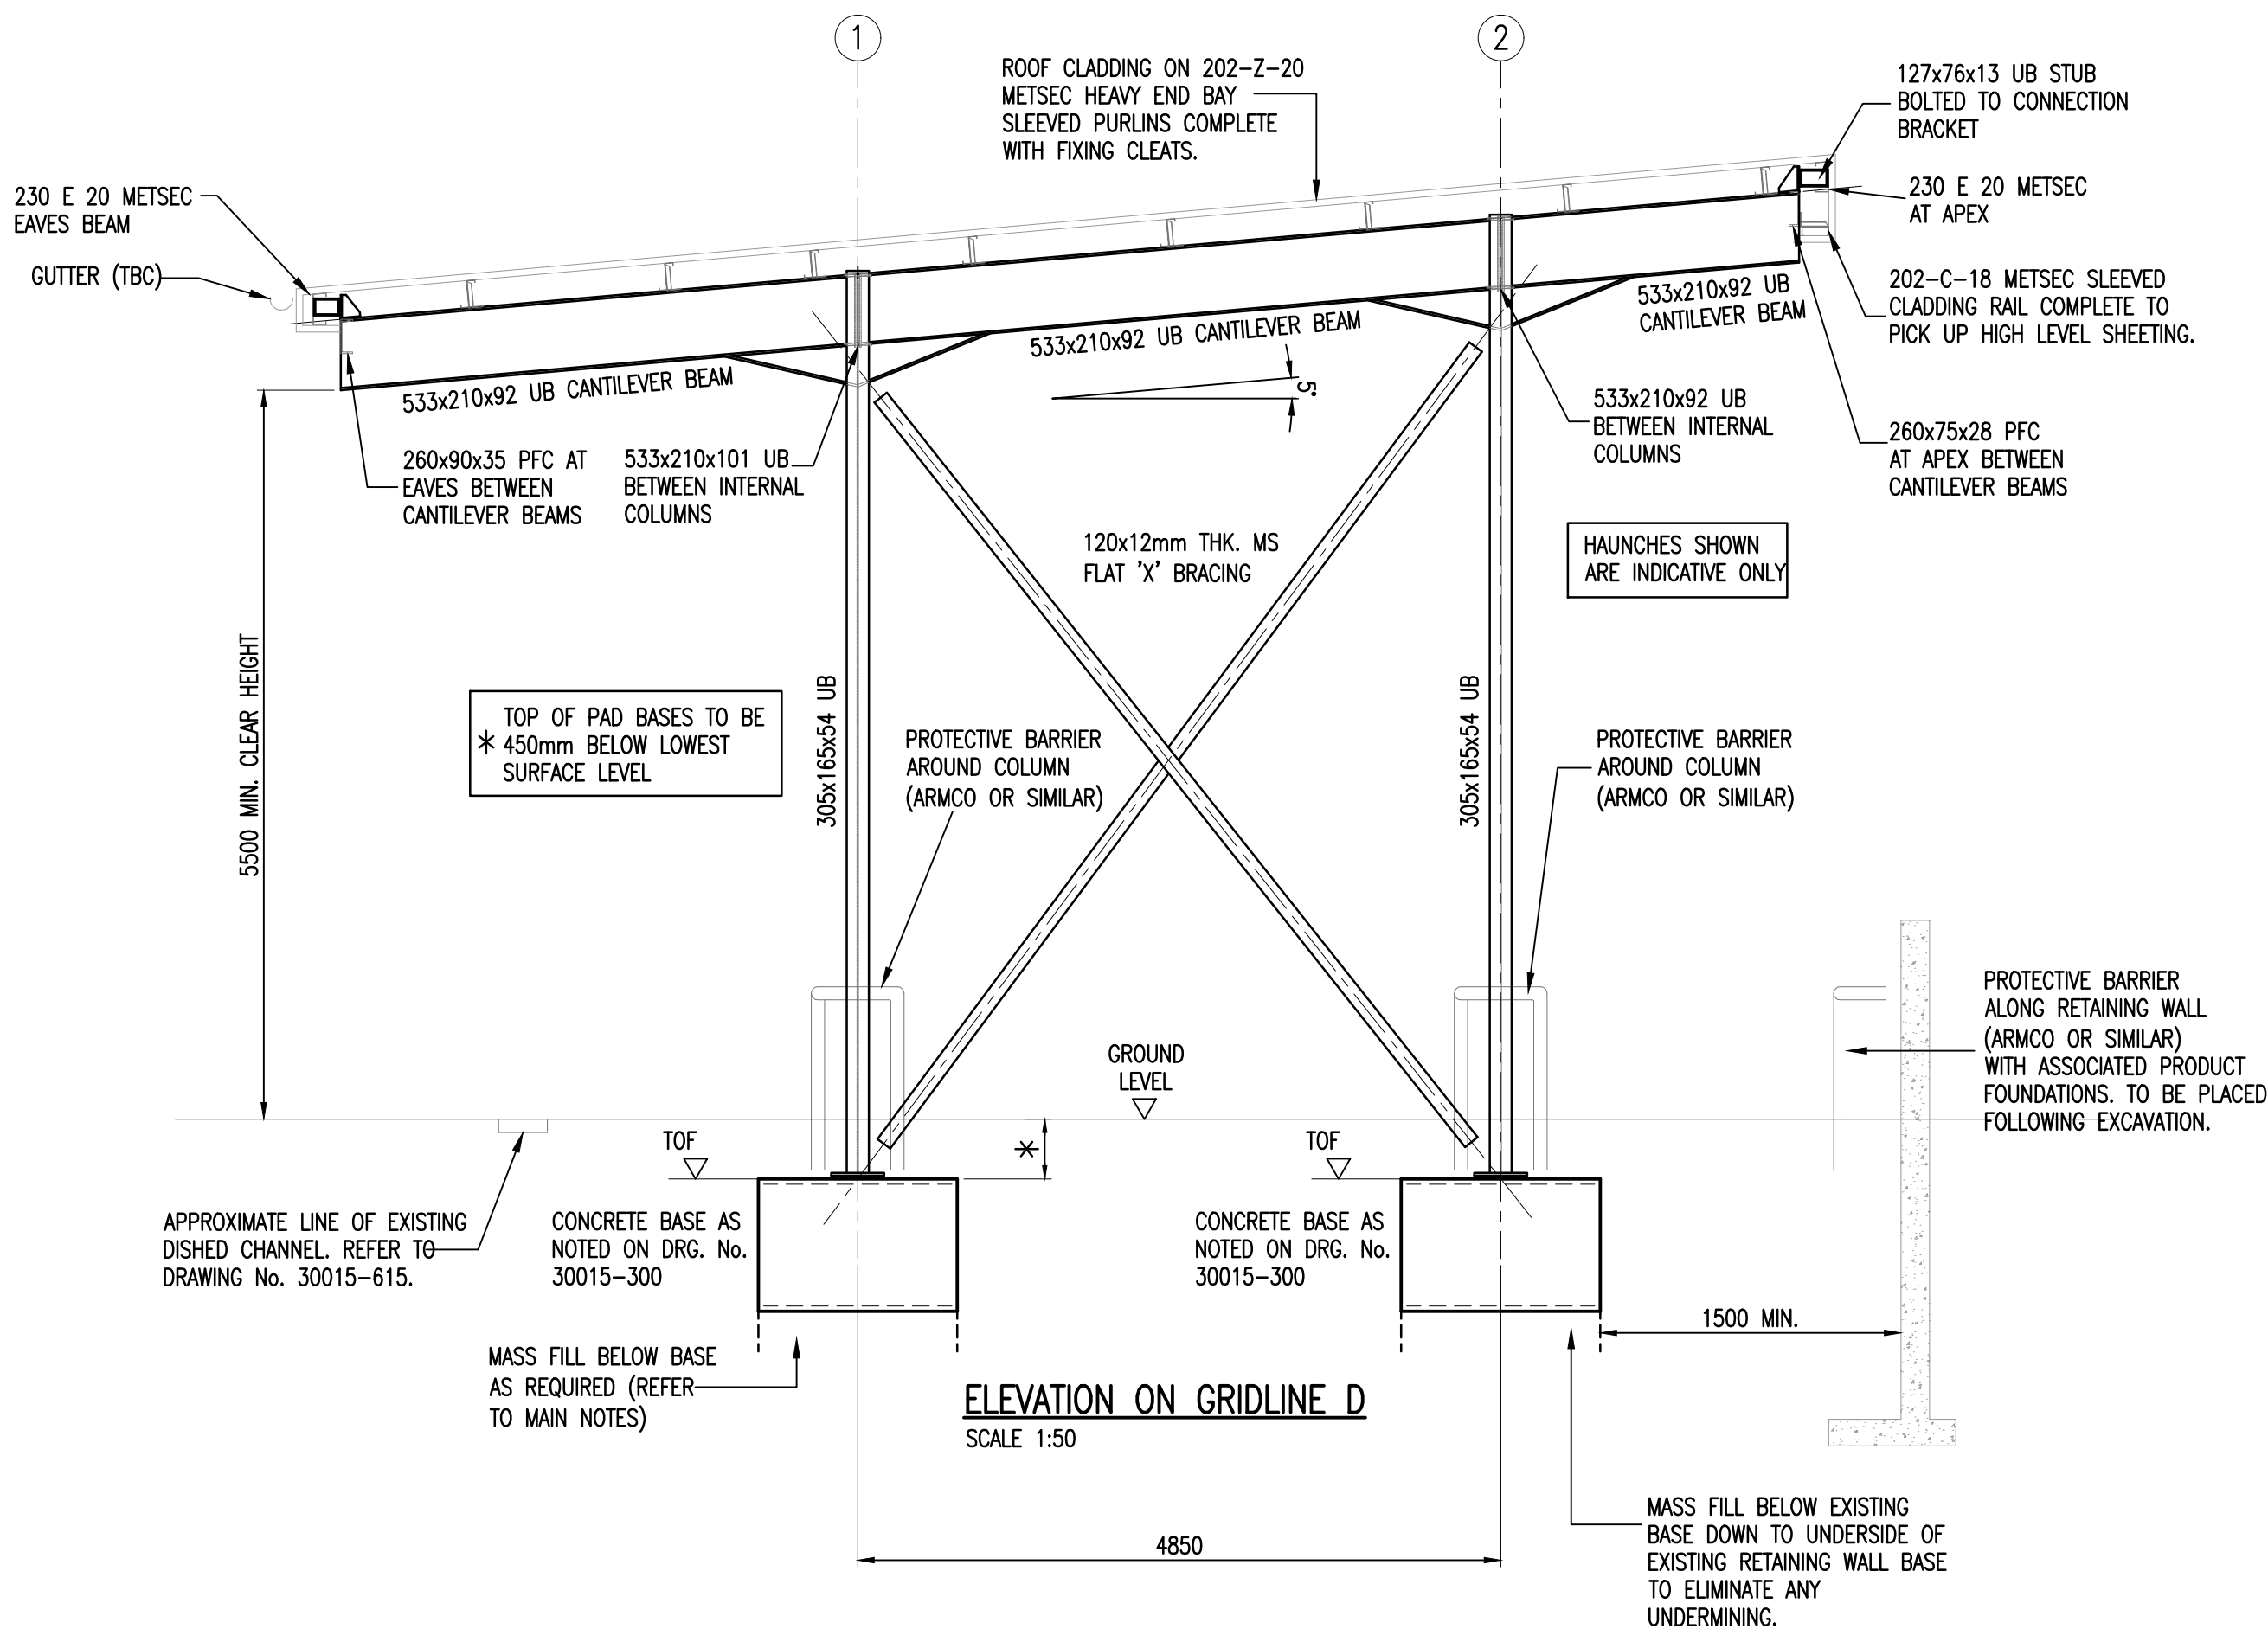 1
2
ROOF CLADDING ON 202-Z-20
METSEC HEAVY END BAY
SLEEVED PURLINS COMPLETE
WITH FIXING CLEATS.
127x76x13 UB STUB
BOLTED TO CONNECTION
BRACKET
230 E 20 METSEC
EAVES BEAM
230 E 20 METSEC
AT APEX
GUTTER (TBC)
202-C-18 METSEC SLEEVED
CLADDING RAIL COMPLETE TO
PICK UP HIGH LEVEL SHEETING.
533x210x92 UB
CANTILEVER BEAM
533x210x92 UB CANTILEVER BEAM
533x210x92 UB CANTILEVER BEAM
5°
533x210x92 UB
BETWEEN INTERNAL
COLUMNS
260x75x28 PFC
AT APEX BETWEEN
CANTILEVER BEAMS
260x90x35 PFC AT
EAVES BETWEEN
CANTILEVER BEAMS
533x210x101 UB
BETWEEN INTERNAL
COLUMNS
120x12mm THK. MS
FLAT 'X' BRACING
HAUNCHES SHOWN
ARE INDICATIVE ONLY
5500 MIN. CLEAR HEIGHT
TOP OF PAD BASES TO BE
* 450mm BELOW LOWEST
SURFACE LEVEL
305x165x54 UB
PROTECTIVE BARRIER
AROUND COLUMN
(ARMCO OR SIMILAR)
305x165x54 UB
PROTECTIVE BARRIER
AROUND COLUMN
(ARMCO OR SIMILAR)
PROTECTIVE BARRIER
ALONG RETAINING WALL
(ARMCO OR SIMILAR)
WITH ASSOCIATED PRODUCT
FOUNDATIONS. TO BE PLACED
FOLLOWING EXCAVATION.
GROUND
LEVEL
TOF
*
TOF
APPROXIMATE LINE OF EXISTING
DISHED CHANNEL. REFER TO
DRAWING No. 30015-615.
CONCRETE BASE AS
NOTED ON DRG. No.
30015-300
CONCRETE BASE AS
NOTED ON DRG. No.
30015-300
1500 MIN.
MASS FILL BELOW BASE
AS REQUIRED (REFER
TO MAIN NOTES)
ELEVATION ON GRIDLINE D
SCALE 1:50
4850
MASS FILL BELOW EXISTING
BASE DOWN TO UNDERSIDE OF
EXISTING RETAINING WALL BASE
TO ELIMINATE ANY
UNDERMINING.